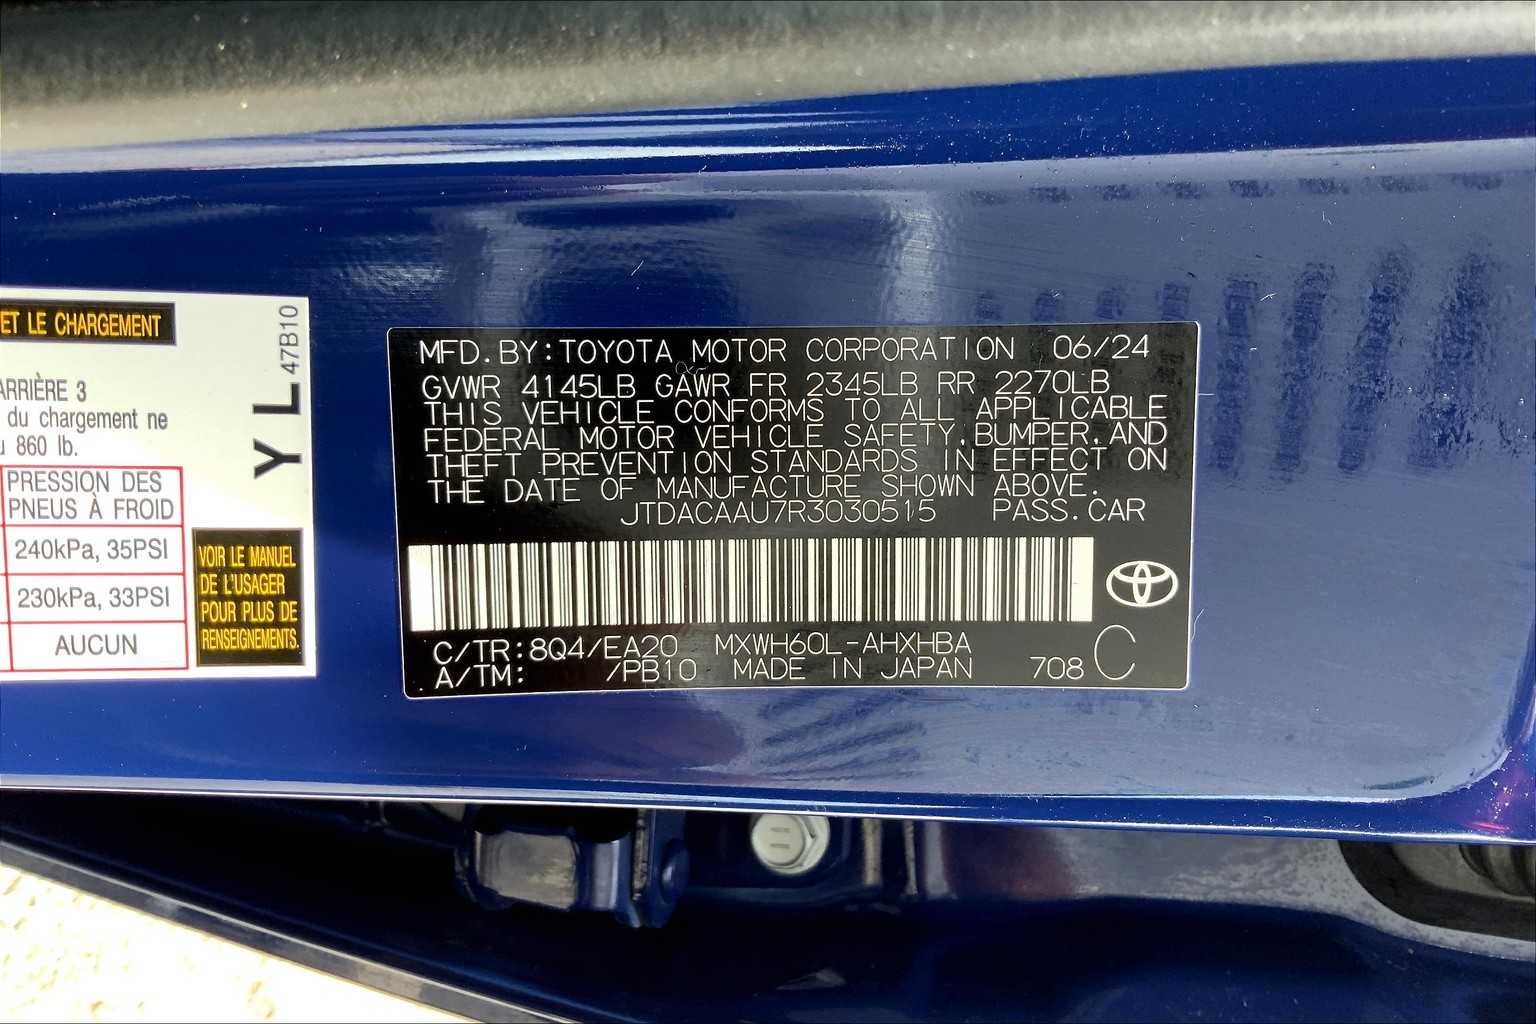 ET LE CHARGEMENT
ARRIÈRE 3
du chargement ne
860 lb.
PRESSION DES
PNEUS À FROID
240kPa, 35PSI
230kPa, 33PSI
AUCUN
YL 47B10
VOIR LE MANUEL
DE L'USAGER
POUR PLUS DE
RENSEIGNEMENTS.
MFD. BY:TOYOTA MOTOR CORPORATION 06/24
GVWR 4145LB GAWR FR 2345LB RR 2270LB
THIS VEHICLE CONFORMS TO ALL APPLICABLE
FEDERAL MOTOR VEHICLE SAFETY, BUMPER, AND
THEFT PREVENTION STANDARDS IN EFFECT ON
THE DATE OF MANUFACTURE SHOWN ABOVE.
JTDACAAU7R3030515 PASS. CAR
C/TR:8Q4/EA20 MXWH60L-AHXHBA
A/TM: /PB10 MADE IN JAPAN 708 C